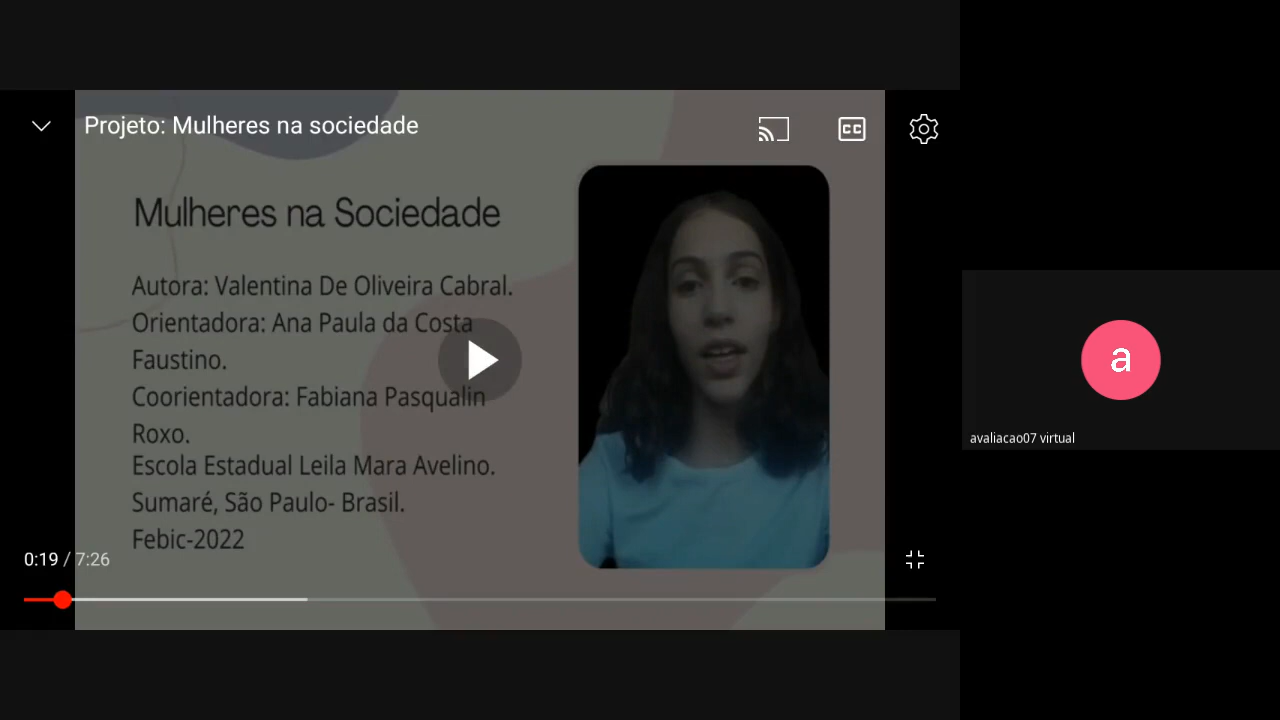 Projeto: Mulheres na sociedade
CC
Mulheres na Sociedade
Autora: Valentina De Oliveira Cabral.
Orientadora: Ana Paula da Costa
Faustino.
Coorientadora: Fabiana Pasqualin
Roxo.
Escola Estadual Leila Mara Avelino.
Sumaré, São Paulo- Brasil.
Febic-2022
0:19 / 7:26
a
avaliacao07 virtual